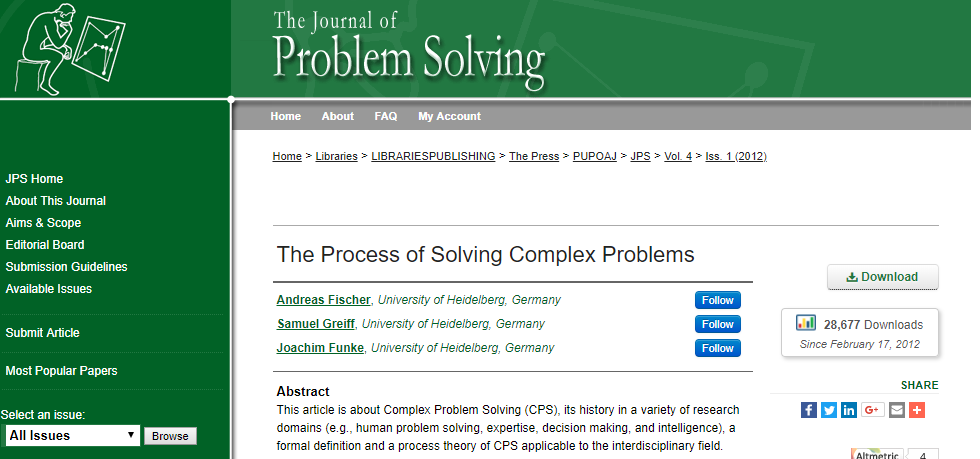 The Journal of
Problem Solving
Home About FAQ My Account
Home > Libraries > LIBRARIESPUBLISHING > The Press > PUPOAJ > JPS > Vol. 4 > Iss. 1 (2012)
JPS Home
About This Journal
Aims & Scope
Editorial Board
Submission Guidelines
Available Issues
Submit Article
Most Popular Papers
Select an issue:
All Issues Browse
The Process of Solving Complex Problems
Andreas Fischer, University of Heidelberg, Germany Follow
Samuel Greiff, University of Heidelberg, Germany Follow
Joachim Funke, University of Heidelberg, Germany Follow
Abstract
This article is about Complex Problem Solving (CPS), its history in a variety of research
domains (e.g., human problem solving, expertise, decision making, and intelligence), a
formal definition and a process theory of CPS applicable to the interdisciplinary field.
Download
28,677 Downloads
Since February 17, 2012
SHARE
G+
Altmetric 4